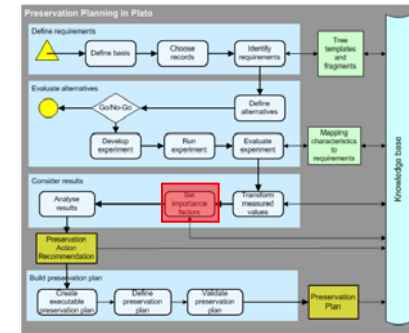 Preservation Planning in Plato
Define requirements
Define basis
Choose
records
Identify
requirements
Tree
templates
and
fragments
Evaluate alternatives
Go/No-Go
Define
alternatives
Develop
experiment
Run
experiment
Evaluate
experiment
Mapping
characteristics
to
requirements
Knowledge base
Consider results
Analyse
results
Set
importance
factors
Transform
measured
values
Preservation
Action
Recommendation
Build preservation plan
Create
executable
preservation plan
Define
preservation
plan
Validate
preservation
plan
Preservation
Plan